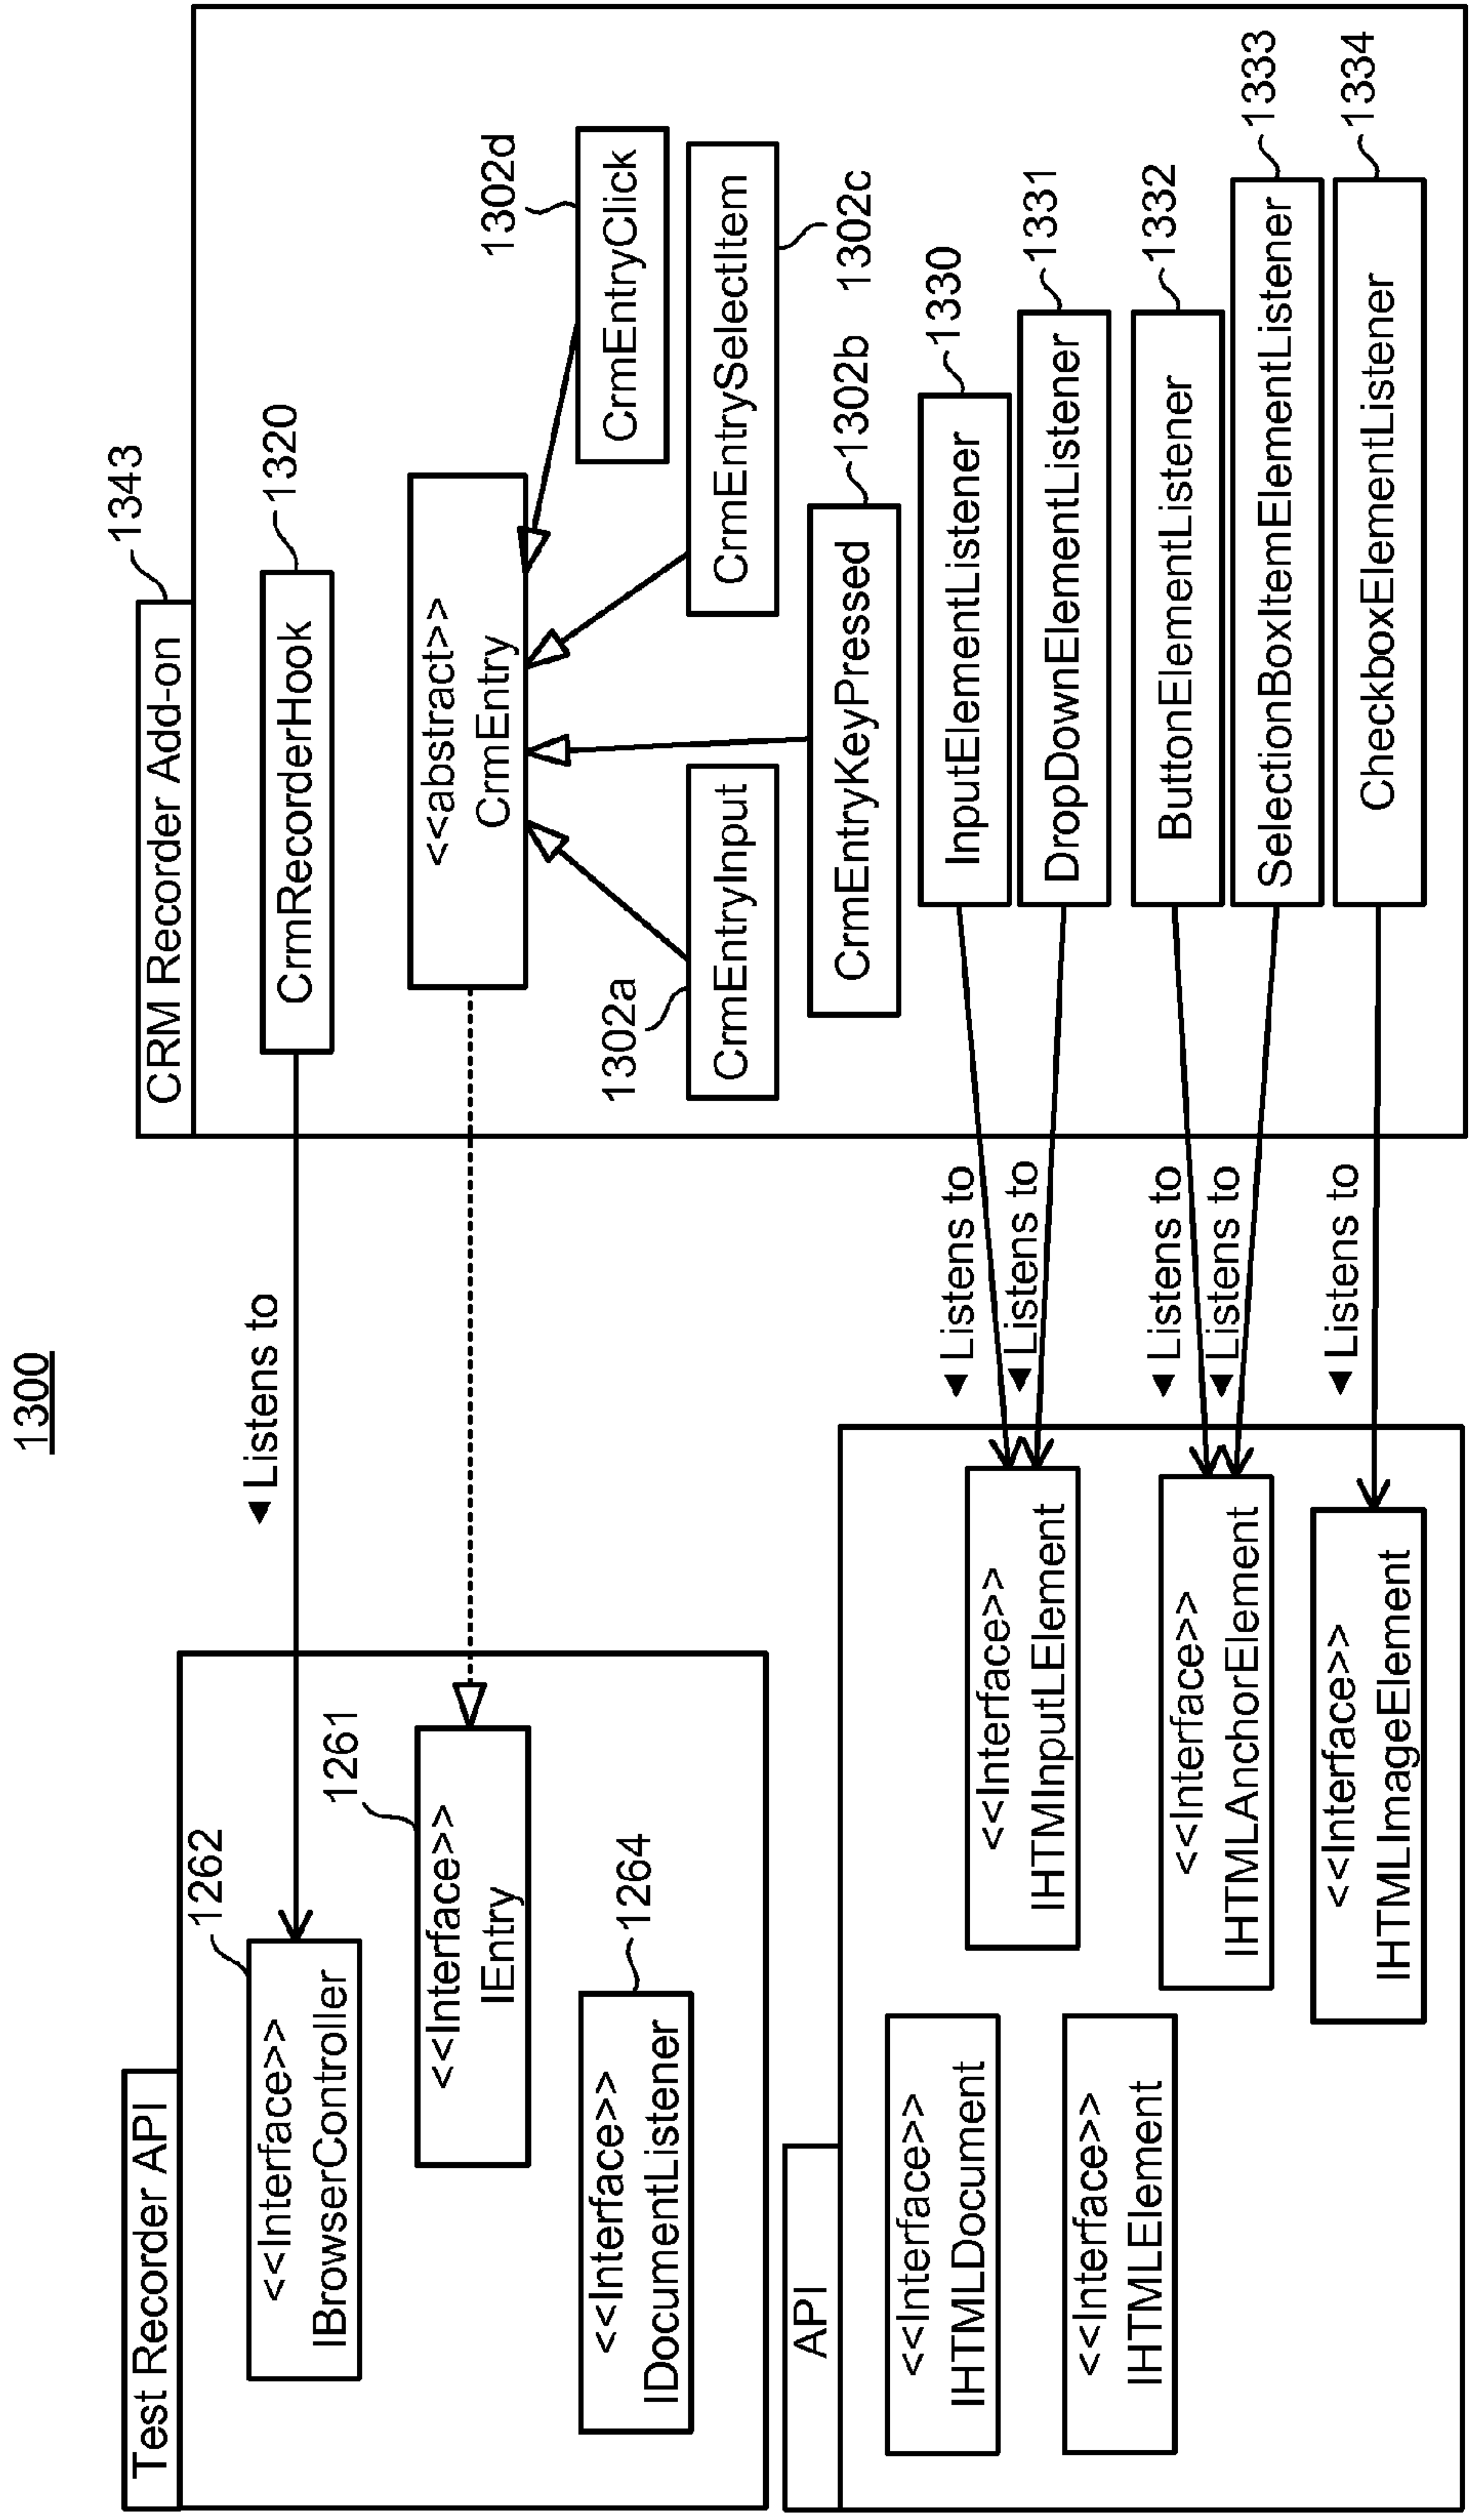 1300
Test Recorder API
1262
<<Interface>>
IBrowserController
1261
<<Interface>>
IEntry
1264
<<Interface>>
IDocumentListener
◄ Listens to
CRM Recorder Add-on
1343
CrmRecorderHook
1320
<<abstract>>
CrmEntry
1302a
CrmEntryInput
CrmEntryKeyPressed
1302b
CrmEntrySelectItem
1302c
CrmEntryClick
1302d
InputElementListener
1330
DropDownElementListener
1331
ButtonElementListener
1332
SelectionBoxItemElementListener
1333
CheckboxElementListener
1334
◄ Listens to
◄ Listens to
◄ Listens to
◄ Listens to
◄ Listens to
API
<<Interface>>
IHTMLDocument
<<Interface>>
IHTMLElement
<<Interface>>
IHTMInputLElement
<<Interface>>
IHTMLAnchorElement
<<Interface>>
IHTMLImageElement